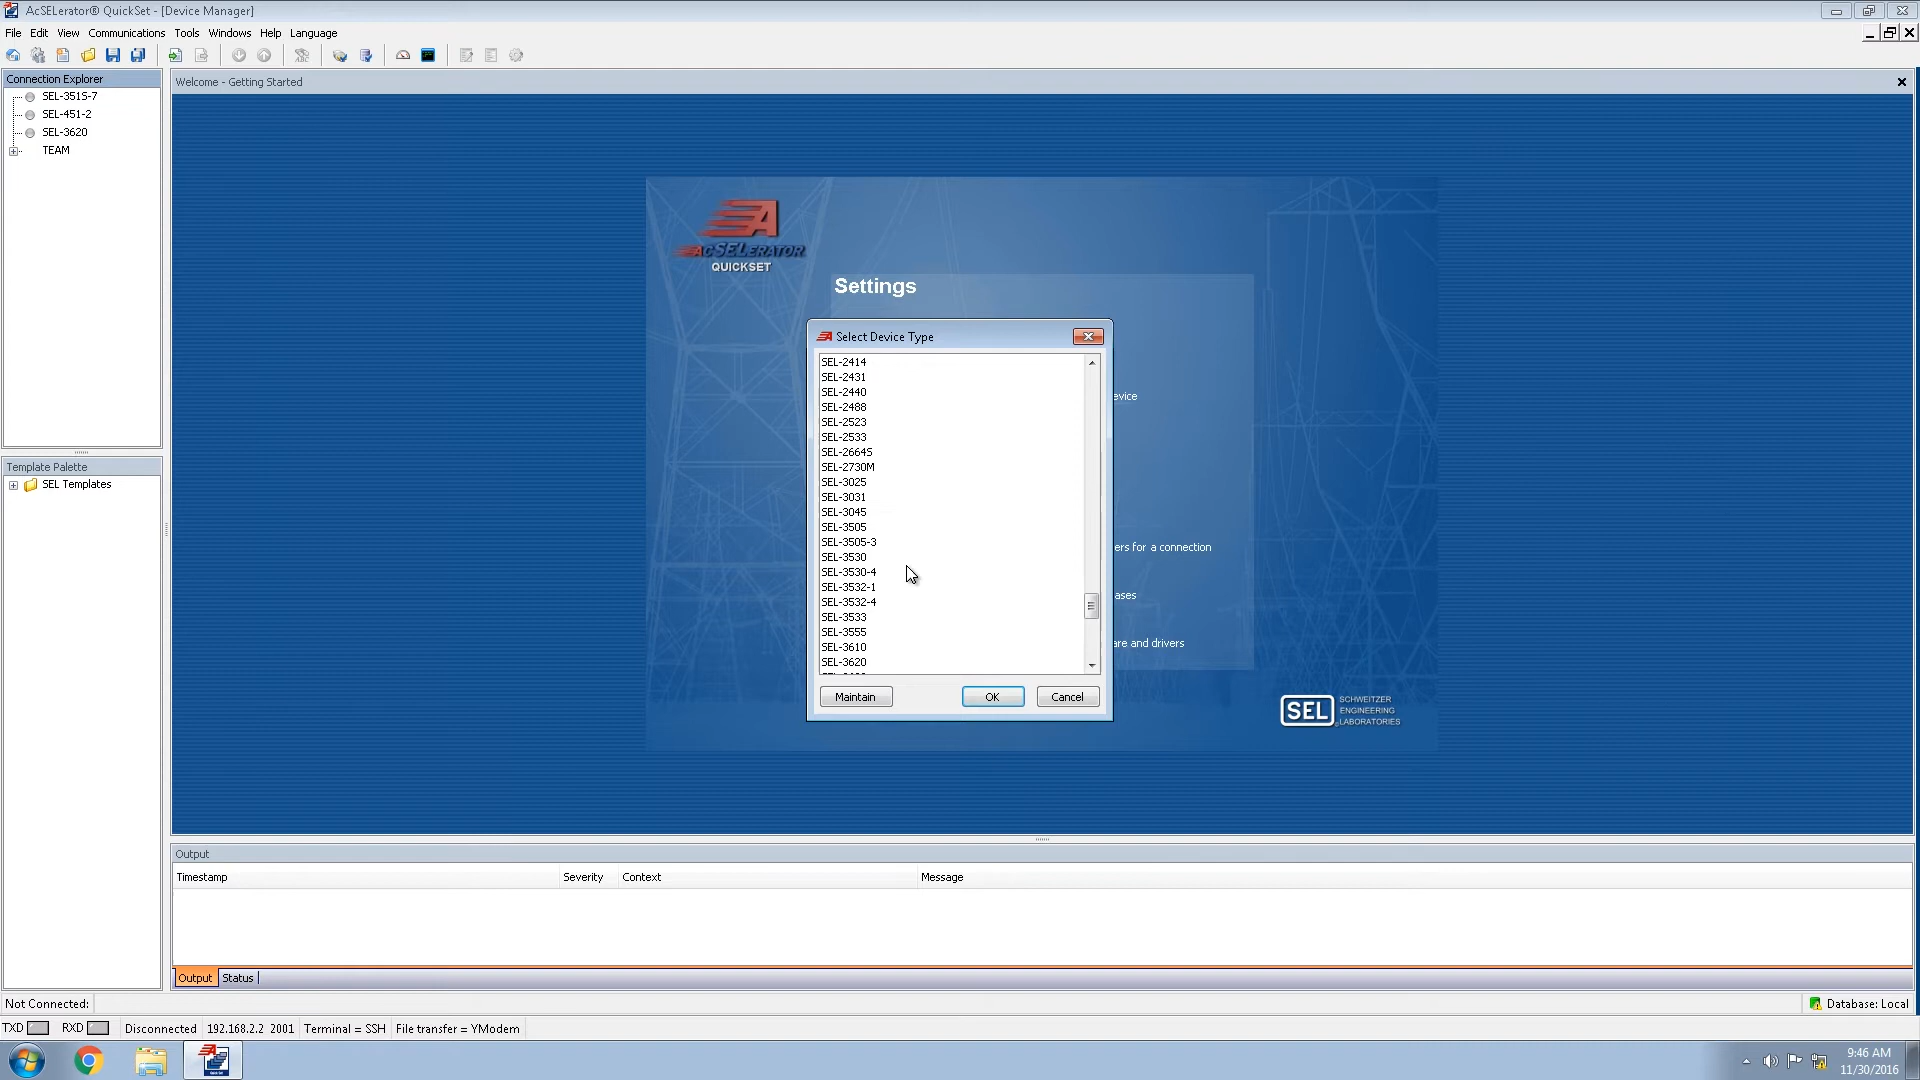 AcSELerator® QuickSet - [Device Manager]
File Edit View Communications Tools Windows Help Language
Connection Explorer
SEL-351S-7
SEL-451-2
SEL-3620
TEAM
Template Palette
SEL Templates
Welcome - Getting Started
ACSELERATOR
QUICKSET
Settings
evice
ers for a connection
ases
are and drivers
SEL
SCHWEITZER
ENGINEERING
LABORATORIES
Select Device Type
SEL-2414
SEL-2431
SEL-2440
SEL-2488
SEL-2523
SEL-2533
SEL-2664S
SEL-2730M
SEL-3025
SEL-3031
SEL-3045
SEL-3505
SEL-3505-3
SEL-3530
SEL-3530-4
SEL-3532-1
SEL-3532-4
SEL-3533
SEL-3555
SEL-3610
SEL-3620
Maintain OK Cancel
Output
Timestamp Severity Context Message
Output Status
Not Connected: Database: Local
TXD RXD Disconnected 192.168.2.2 2001 Terminal = SSH File transfer = YModem
9:46 AM
11/30/2016